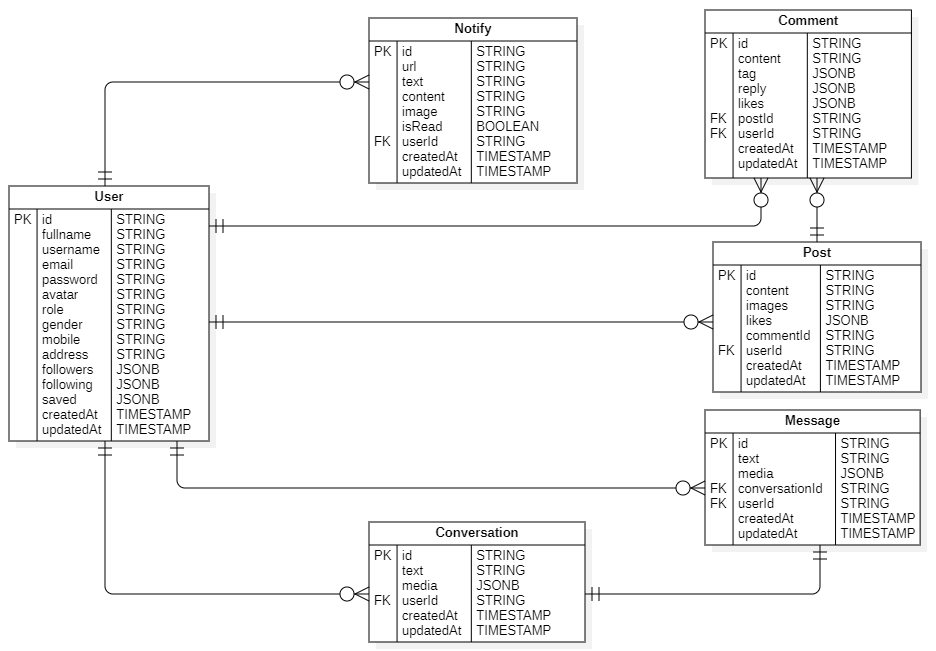 Notify
PK id STRING
url STRING
text STRING
content STRING
image STRING
isRead BOOLEAN
FK userId STRING
createdAt TIMESTAMP
updatedAt TIMESTAMP
Comment
PK id STRING
content STRING
tag JSONB
reply JSONB
likes JSONB
FK postId STRING
FK userId STRING
createdAt TIMESTAMP
updatedAt TIMESTAMP
User
PK id STRING
fullname STRING
username STRING
email STRING
password STRING
avatar STRING
role STRING
gender STRING
mobile STRING
address STRING
followers JSONB
following JSONB
saved JSONB
createdAt TIMESTAMP
updatedAt TIMESTAMP
Post
PK id STRING
content STRING
images STRING
likes JSONB
commentId STRING
FK userId STRING
createdAt TIMESTAMP
updatedAt TIMESTAMP
Message
PK id STRING
text STRING
media JSONB
FK conversationId STRING
FK userId STRING
createdAt TIMESTAMP
updatedAt TIMESTAMP
Conversation
PK id STRING
text STRING
media JSONB
FK userId STRING
createdAt TIMESTAMP
updatedAt TIMESTAMP